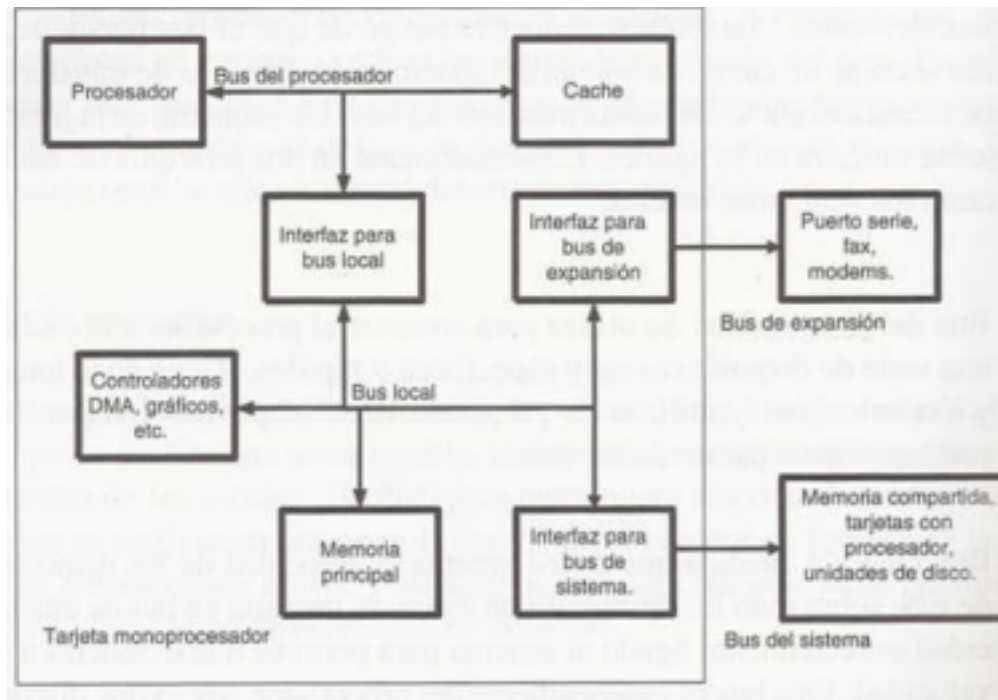 Bus del procesador
Procesador
Cache
Interfaz para
bus local
Interfaz para
bus de
expansión
Puerto serie,
fax,
modems.
Bus de expansión
Controladores
DMA, gráficos,
etc.
Bus local
Memoria
principal
Interfaz para
bus de
sistema.
Memoria compartida,
tarjetas con
procesador,
unidades de disco.
Tarjeta monoprocesador
Bus del sistema